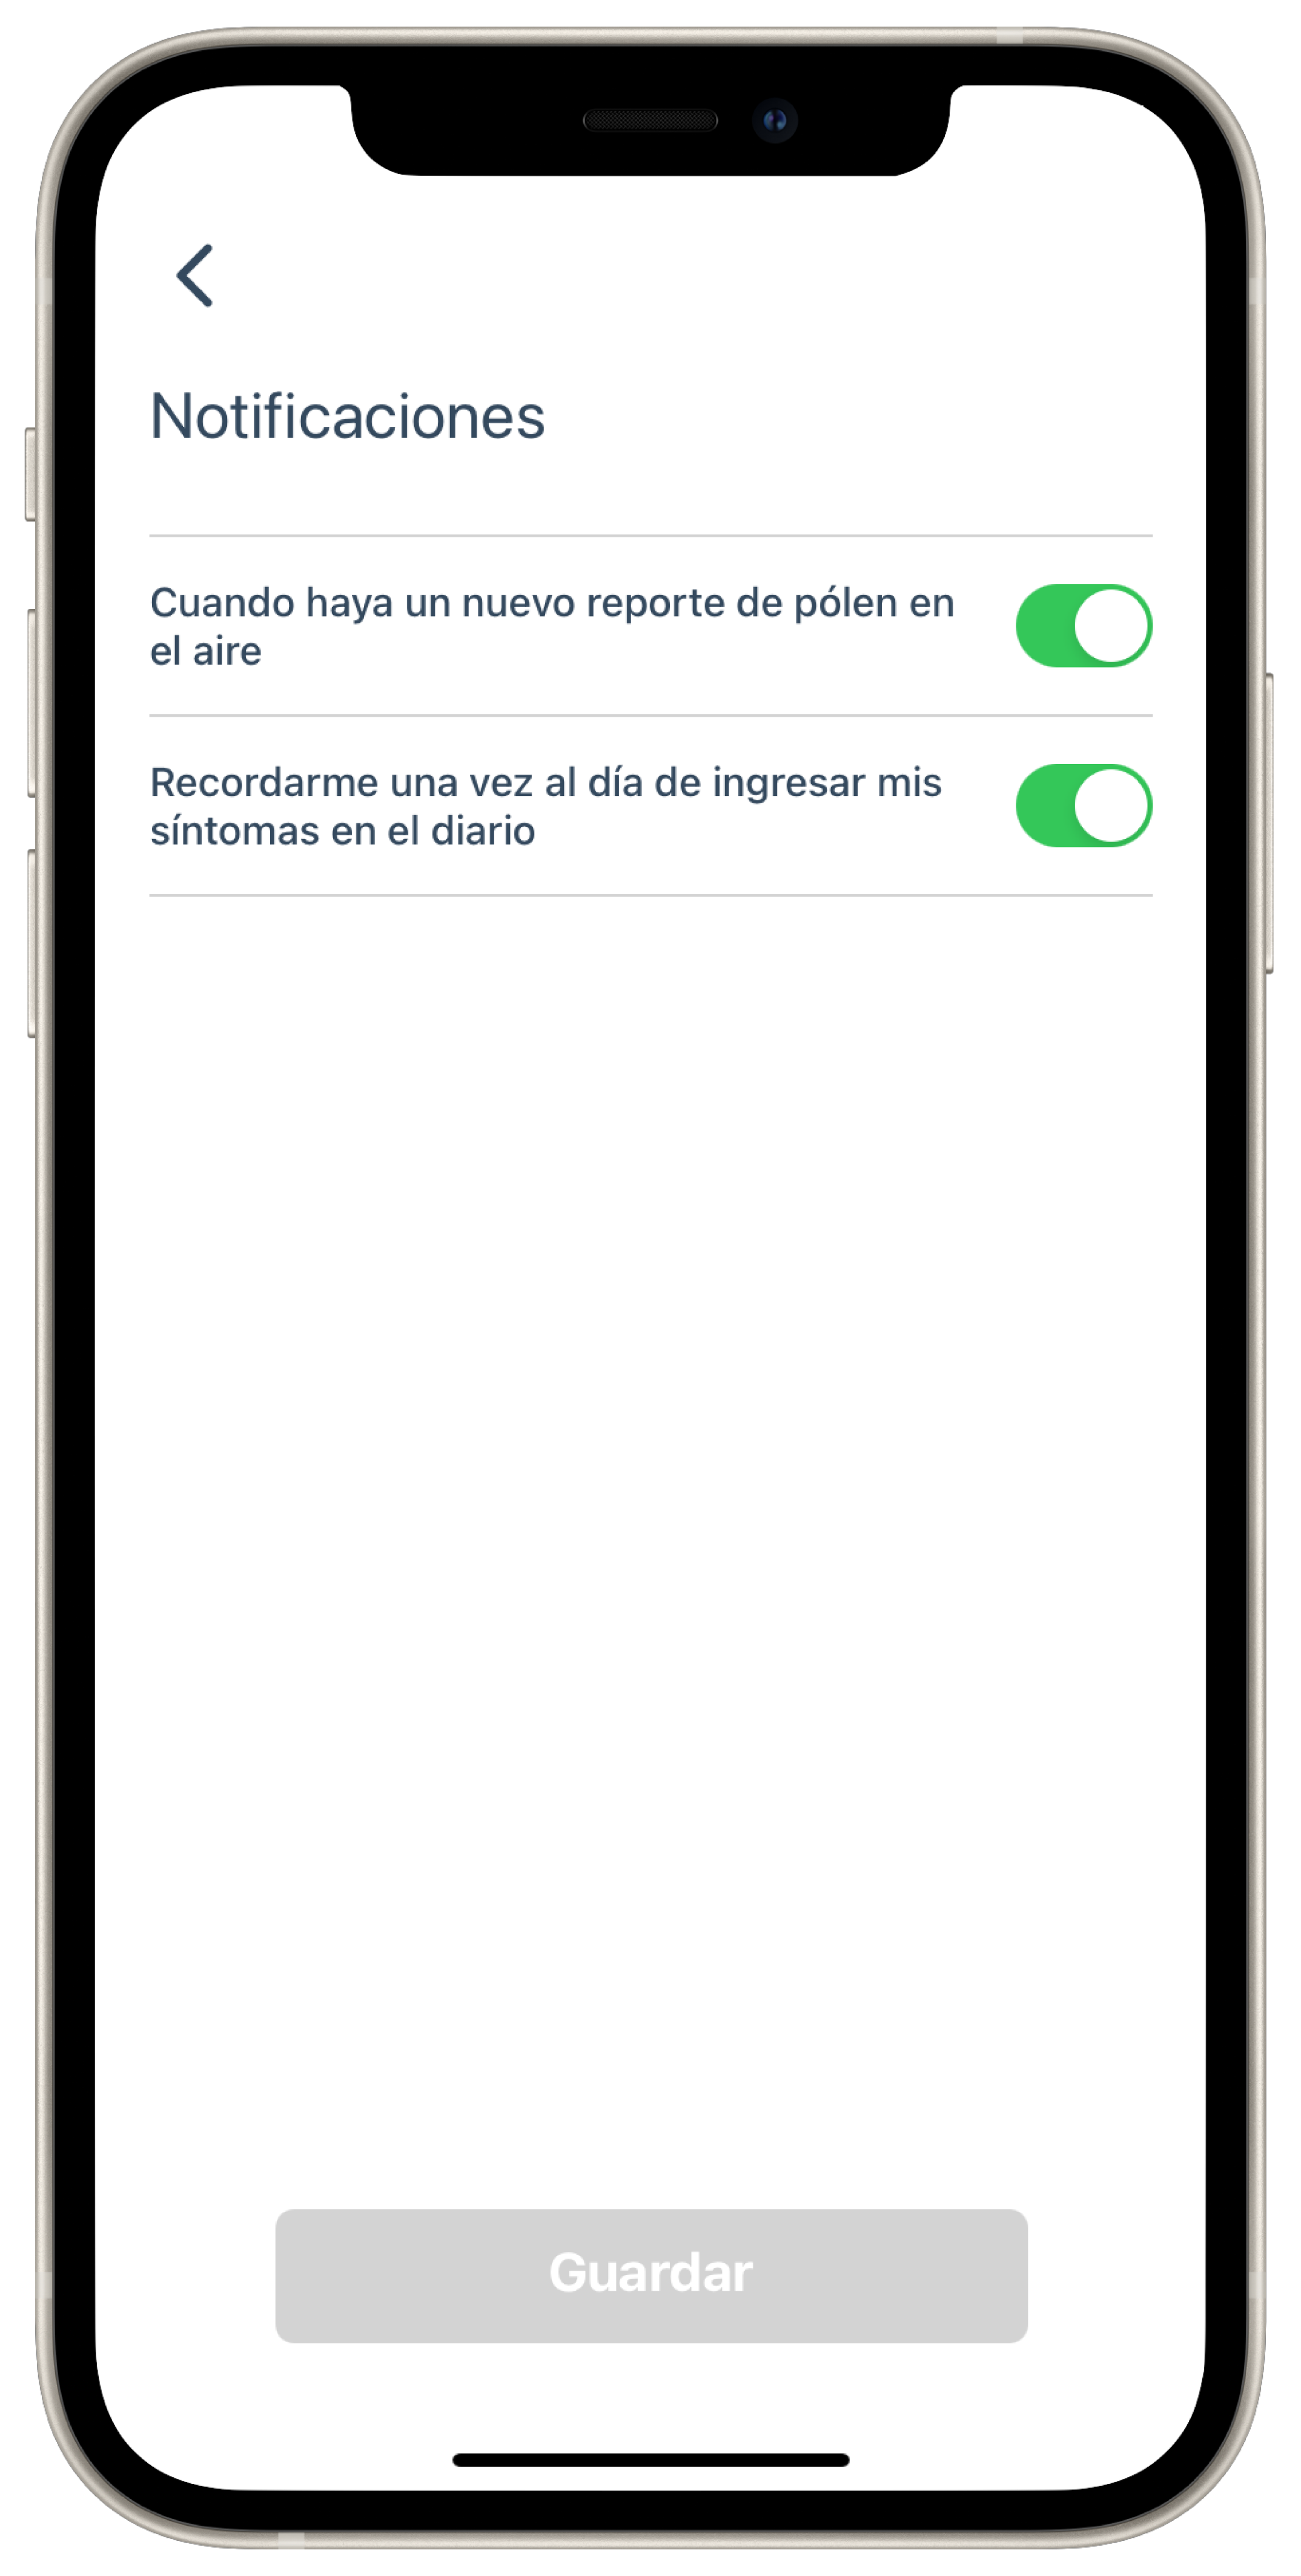 Notificaciones
Cuando haya un nuevo reporte de pólen en
el aire
Recordarme una vez al día de ingresar mis
síntomas en el diario
Guardar